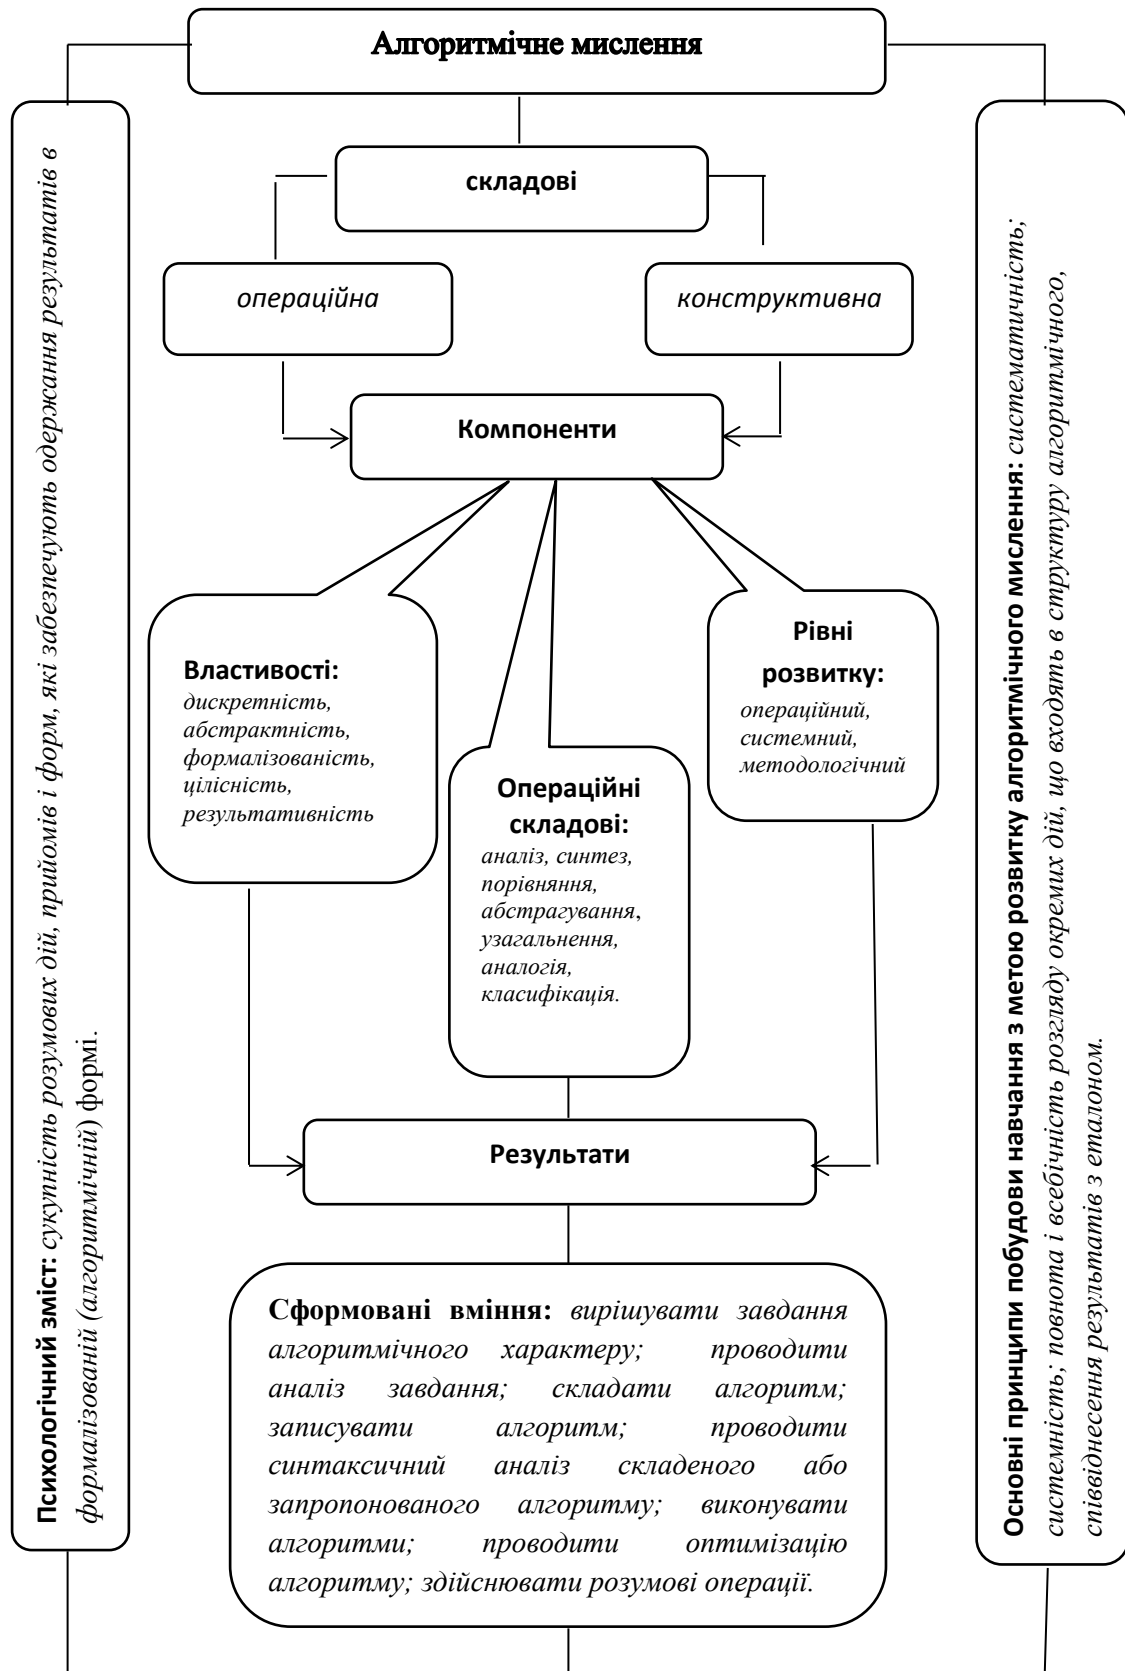 Алгоритмічне мислення
складові
операційна
конструктивна
Компоненти
Властивості:
дискретність,
абстрактність,
формалізованість,
цілісність,
результативність
Операційні
складові:
аналіз, синтез,
порівняння,
абстрагування,
узагальнення,
аналогія,
класифікація.
Рівні
розвитку:
операційний,
системний,
методологічний
Результати
Сформовані вміння: вирішувати завдання
алгоритмічного характеру; проводити
аналіз завдання; складати алгоритм;
записувати алгоритм; проводити
синтаксичний аналіз складеного або
запропонованого алгоритму; виконувати
алгоритми; проводити оптимізацію
алгоритму; здійснювати розумові операції.
Психологічний зміст: сукупність розумових дій, прийомів і форм, які забезпечують одержання результатів в
формалізованій (алгоритмічній) формі.
Основні принципи побудови навчання з метою розвитку алгоритмічного мислення: систематичність;
системність; повнота і всебічність розгляду окремих дій, що входять в структуру алгоритмічного,
співвіднесення результатів з еталоном.